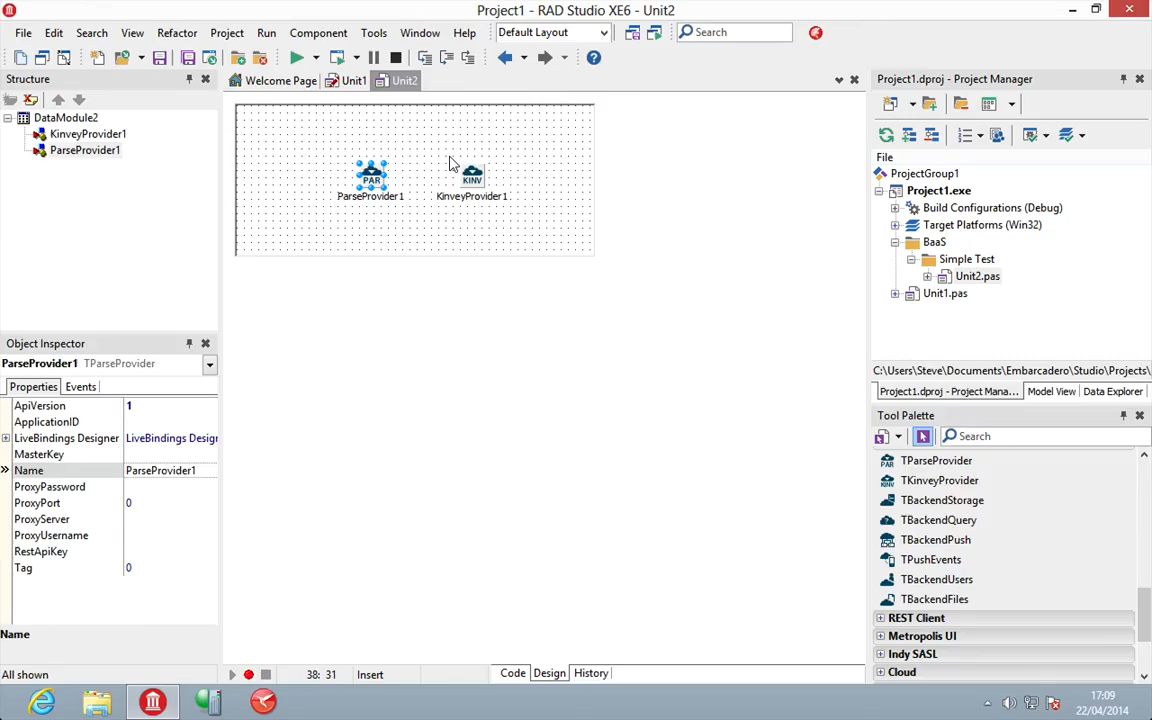 Project1 - RAD Studio XE6 - Unit2
File Edit Search View Refactor Project Run Component Tools Window Help
Default Layout
Search
Structure
Welcome Page
Unit1
Unit2
DataModule2
KinveyProvider1
ParseProvider1
PAR
ParseProvider1
KINV
KinveyProvider1
Object Inspector
ParseProvider1 TParseProvider
Properties Events
ApiVersion 1
ApplicationID
LiveBindings Designer LiveBindings Desigr
MasterKey
Name ParseProvider1
ProxyPassword
ProxyPort 0
ProxyServer
ProxyUsername
RestApiKey
Tag 0
Name
All shown
38: 31 Insert
Code Design History
Project1.dproj - Project Manager
File
ProjectGroup1
Project1.exe
Build Configurations (Debug)
Target Platforms (Win32)
BaaS
Simple Test
Unit2.pas
Unit1.pas
C:\Users\Steve\Documents\Embarcadero\Studio\Projects\
Project1.dproj - Project Mana... Model View Data Explorer
Tool Palette
Search
PAR TParseProvider
KINV TKinveyProvider
TBackendStorage
TBackendQuery
TBackendPush
TPushEvents
TBackendUsers
TBackendFiles
REST Client
Metropolis UI
Indy SASL
Cloud
17:09
22/04/2014